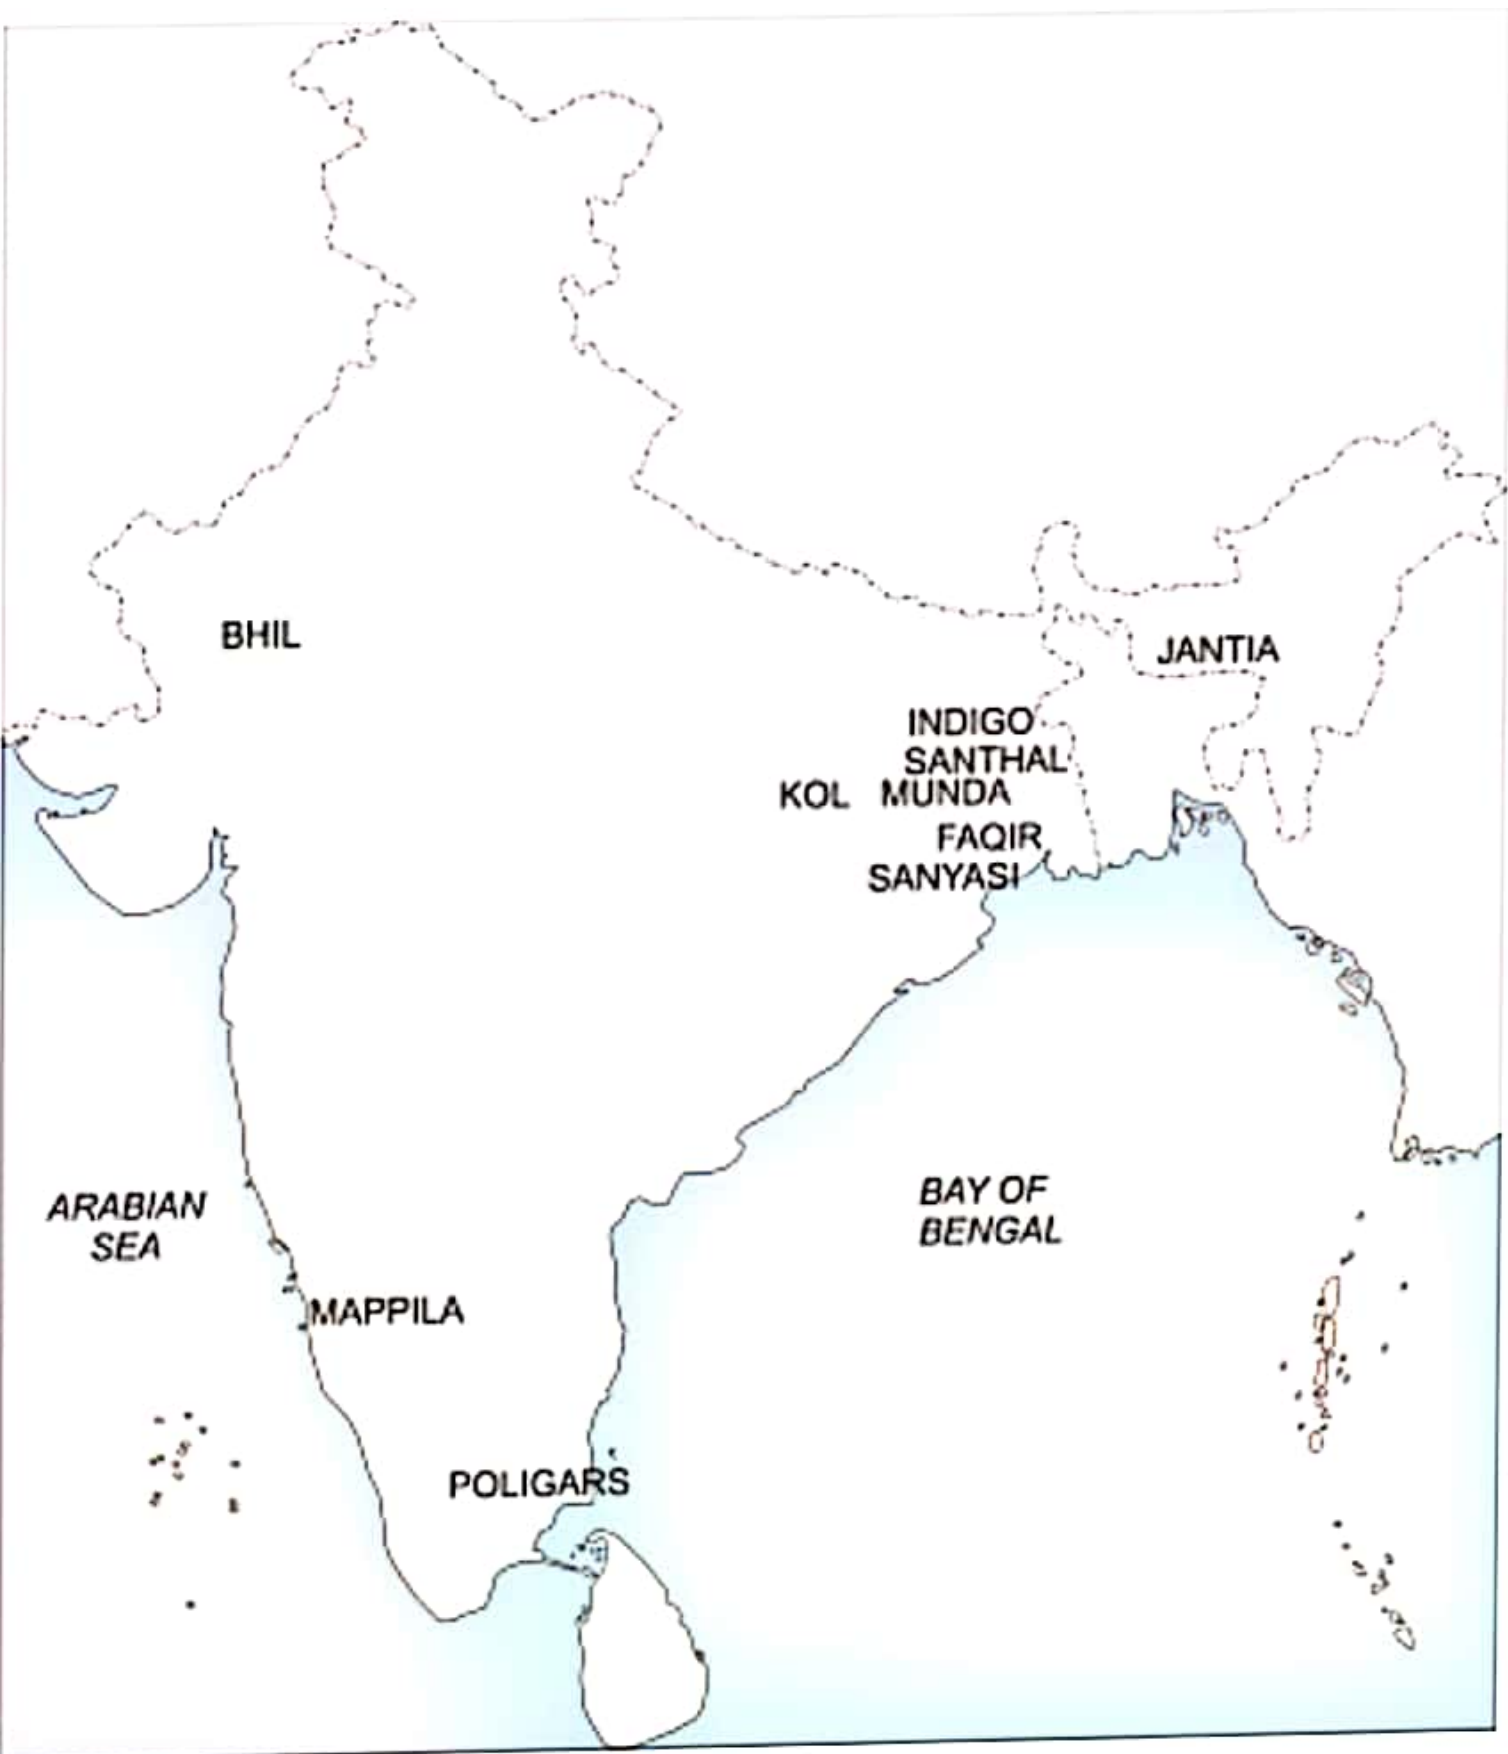 BHIL
JANTIA
INDIGO
SANTHAL
KOL MUNDA
FAQIR
SANYASI
ARABIAN
SEA
BAY OF
BENGAL
MAPPILA
POLIGARS